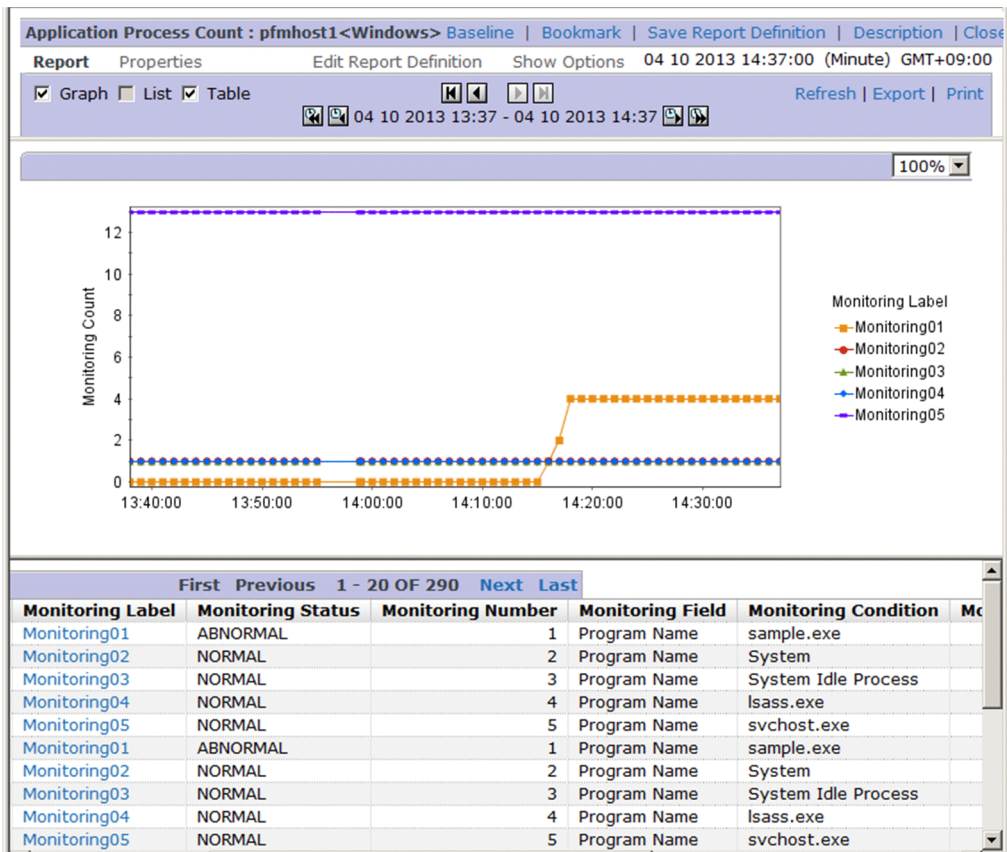 Application Process Count : pfmhost1<Windows> Baseline | Bookmark | Save Report Definition | Description | Close
Report Properties Edit Report Definition Show Options 04 10 2013 14:37:00 (Minute) GMT+09:00
Graph List Table Refresh | Export | Print
04 10 2013 13:37 - 04 10 2013 14:37
100%
Monitoring Count
12
10
8
6
4
2
0
13:40:00 13:50:00 14:00:00 14:10:00 14:20:00 14:30:00
Monitoring Label
Monitoring01
Monitoring02
Monitoring03
Monitoring04
Monitoring05
First Previous 1 - 20 OF 290 Next Last
Monitoring Label Monitoring Status Monitoring Number Monitoring Field Monitoring Condition
Monitoring01 ABNORMAL 1 Program Name sample.exe
Monitoring02 NORMAL 2 Program Name System
Monitoring03 NORMAL 3 Program Name System Idle Process
Monitoring04 NORMAL 4 Program Name lsass.exe
Monitoring05 NORMAL 5 Program Name svchost.exe
Monitoring01 ABNORMAL 1 Program Name sample.exe
Monitoring02 NORMAL 2 Program Name System
Monitoring03 NORMAL 3 Program Name System Idle Process
Monitoring04 NORMAL 4 Program Name lsass.exe
Monitoring05 NORMAL 5 Program Name svchost.exe